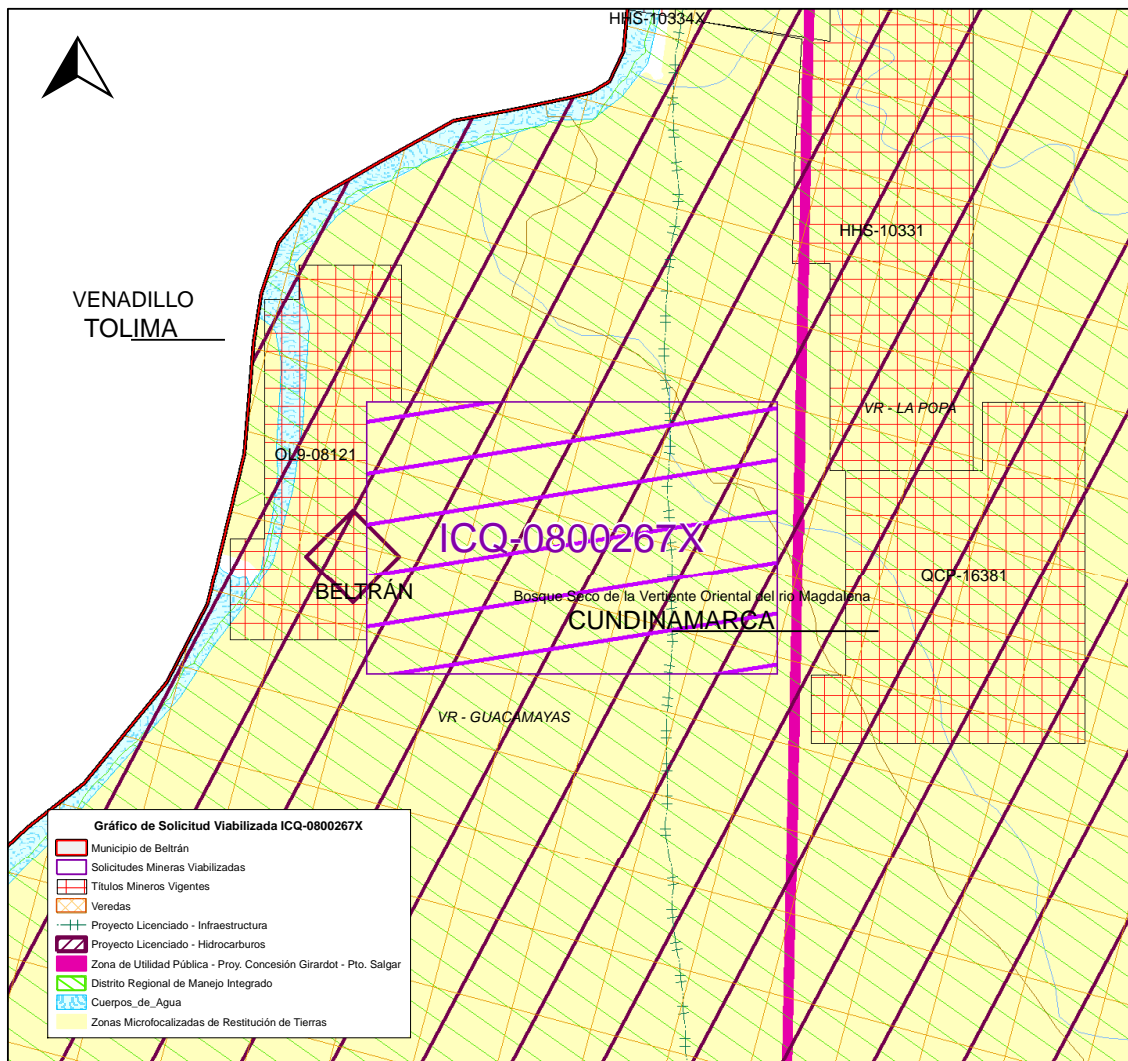 HHS-10334X
HHS-10331
VENADILLO
TOLIMA
VR - LA POPA
OL9-08121
ICQ-0800267X
QCP-16381
BELTRÁN
Bosque Seco de la Vertiente Oriental del rio Magdalena
CUNDINAMARCA
VR - GUACAMAYAS
Gráfico de Solicitud Viabilizada ICQ-0800267X
Municipio de Beltrán
Solicitudes Mineras Viabilizadas
Títulos Mineros Vigentes
Veredas
Proyecto Licenciado - Infraestructura
Proyecto Licenciado - Hidrocarburos
Zona de Utilidad Pública - Proy. Concesión Girardot - Pto. Salgar
Distrito Regional de Manejo Integrado
Cuerpos_de_Agua
Zonas Microfocalizadas de Restitución de Tierras